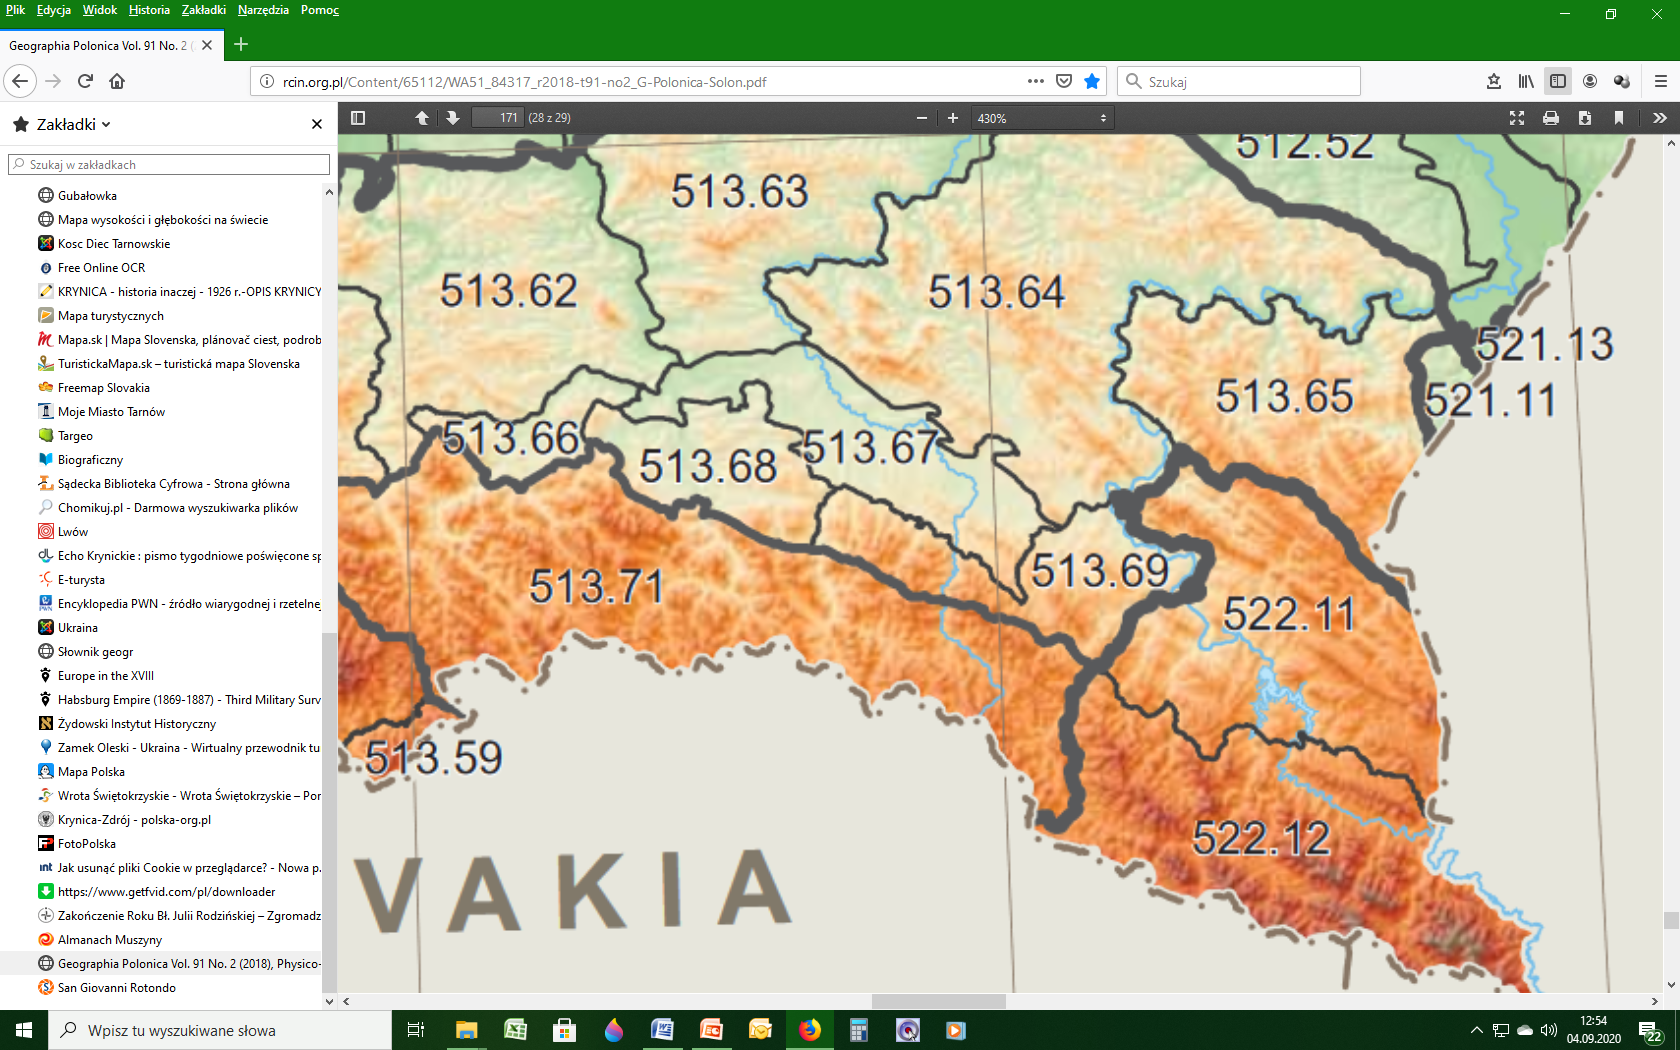 Plik Edycja Widok Historia Zakładki Narzędzia Pomoc
Geographia Polonica Vol. 91 No. 2 (
rcin.org.pl/Content/65112/WA51_84317_r2018-t91-no2_G-Polonica-Solon.pdf
Szukaj
Zakładki
171 (28 z 29)
430%
Szukaj w zakładkach
Gubałowka
Mapa wysokości i głębokości na świecie
Kosc Diec Tarnowskie
Free Online OCR
KRYNICA - historia inaczej - 1926 r.-OPIS KRYNICY
Mapa turystycznych
Mapa.sk | Mapa Slovenska, plánovač ciest, podrob
TuristickaMapa.sk – turistická mapa Slovenska
Freemap Slovakia
Moje Miasto Tarnów
Targeo
Biograficzny
Sądecka Biblioteka Cyfrowa - Strona główna
Chomikuj.pl - Darmowa wyszukiwarka plików
Lwów
Echo Krynickie : pismo tygodniowe poświęcone sp
E-turysta
Encyklopedia PWN - źródło wiarygodnej i rzetelnej
Ukraina
Słownik geogr
Europe in the XVIII
Habsburg Empire (1869-1887) - Third Military Surv
Żydowski Instytut Historyczny
Zamek Oleski - Ukraina - Wirtualny przewodnik tu
Mapa Polska
Wrota Świętokrzyskie - Wrota Świętokrzyskie – Por
Krynica-Zdrój - polska-org.pl
FotoPolska
Jak usunąć pliki Cookie w przeglądarce? - Nowa p.
https://www.getfvid.com/pl/downloader
Zakończenie Roku Bł. Julii Rodzińskiej – Zgromadz
Almanach Muszyny
Geographia Polonica Vol. 91 No. 2 (2018), Physico-
San Giovanni Rotondo
512.52
513.63
513.62
513.64
521.13
513.65
521.11
513.66
513.68
513.67
513.69
513.71
522.11
513.59
522.12
VAKIA
Wpisz tu wyszukiwane słowa
12:54
04.09.2020
22